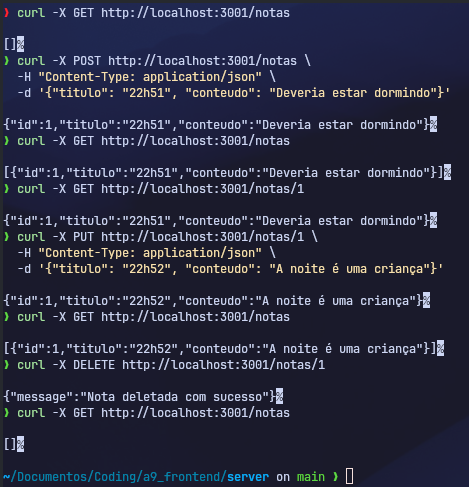 ❯ curl -X GET http://localhost:3001/notas
[]%
❯ curl -X POST http://localhost:3001/notas \
-H "Content-Type: application/json" \
-d '{"titulo": "22h51", "conteudo": "Deveria estar dormindo"}'
{"id":1,"titulo":"22h51","conteudo":"Deveria estar dormindo"}%
❯ curl -X GET http://localhost:3001/notas
[{"id":1,"titulo":"22h51","conteudo":"Deveria estar dormindo"}]%
❯ curl -X GET http://localhost:3001/notas/1
{"id":1,"titulo":"22h51","conteudo":"Deveria estar dormindo"}%
❯ curl -X PUT http://localhost:3001/notas/1 \
-H "Content-Type: application/json" \
-d '{"titulo": "22h52", "conteudo": "A noite é uma criança"}'
{"id":1,"titulo":"22h52","conteudo":"A noite é uma criança"}%
❯ curl -X GET http://localhost:3001/notas
[{"id":1,"titulo":"22h52","conteudo":"A noite é uma criança"}]%
❯ curl -X DELETE http://localhost:3001/notas/1
{"message":"Nota deletada com sucesso"}%
❯ curl -X GET http://localhost:3001/notas
[]%
~/Documentos/Coding/a9_frontend/server on main ❯